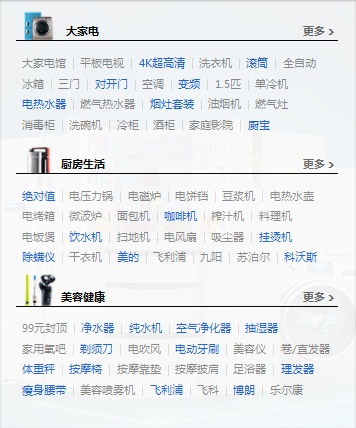 大家电 更多 >
大家电馆 | 平板电视 | 4K超高清 | 洗衣机 | 滚筒 | 全自动
冰箱 | 三门 | 对开门 | 空调 | 变频 | 1.5匹 | 单冷机
电热水器 | 燃气热水器 | 烟灶套装 | 油烟机 | 燃气灶
消毒柜 | 洗碗机 | 冷柜 | 酒柜 | 家庭影院 | 厨宝
厨房生活 更多 >
绝对值 | 电压力锅 | 电磁炉 | 电饼铛 | 豆浆机 | 电热水壶
电烤箱 | 微波炉 | 面包机 | 咖啡机 | 榨汁机 | 料理机
电饭煲 | 饮水机 | 扫地机 | 电风扇 | 吸尘器 | 挂烫机
除螨仪 | 干衣机 | 美的 | 飞利浦 | 九阳 | 苏泊尔 | 科沃斯
美容健康 更多 >
99元封顶 | 净水器 | 纯水机 | 空气净化器 | 抽湿器
家用氧吧 | 剃须刀 | 电吹风 | 电动牙刷 | 美容仪 | 卷/直发器
体重秤 | 按摩椅 | 按摩靠垫 | 按摩披肩 | 足浴器 | 理发器
瘦身腰带 | 美容喷雾机 | 飞利浦 | 飞科 | 博朗 | 乐尔康